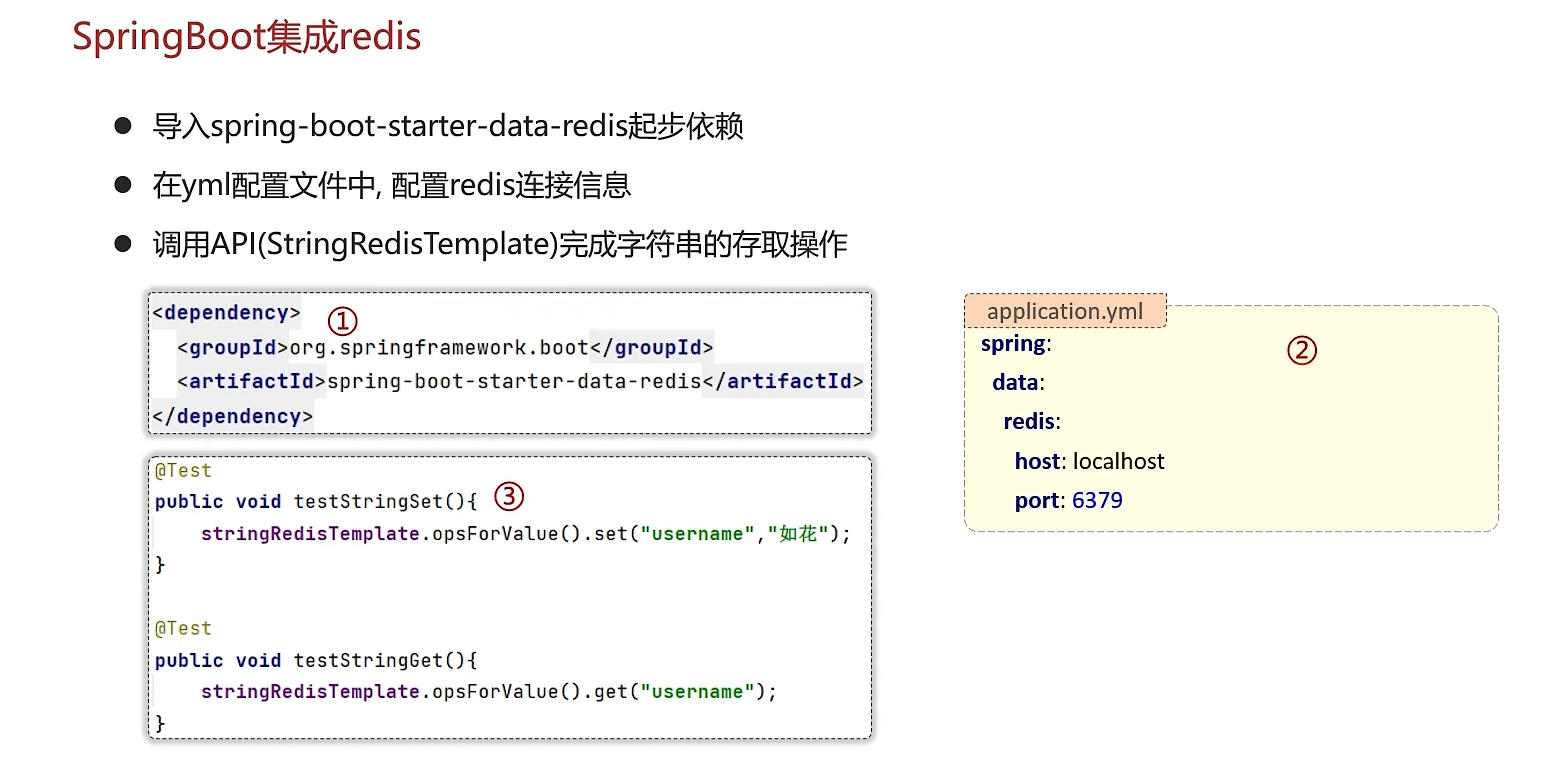 SpringBoot集成redis
● 导入spring-boot-starter-data-redis起步依赖
● 在yml配置文件中, 配置redis连接信息
● 调用API(StringRedisTemplate)完成字符串的存取操作
<dependency> ①
<groupId>org.springframework.boot</groupId>
<artifactId>spring-boot-starter-data-redis</artifactId>
</dependency>
@Test
public void testStringSet(){ ③
stringRedisTemplate.opsForValue().set("username","如花");
}
@Test
public void testStringGet(){
stringRedisTemplate.opsForValue().get("username");
}
application.yml
spring: ②
data:
redis:
host: localhost
port: 6379